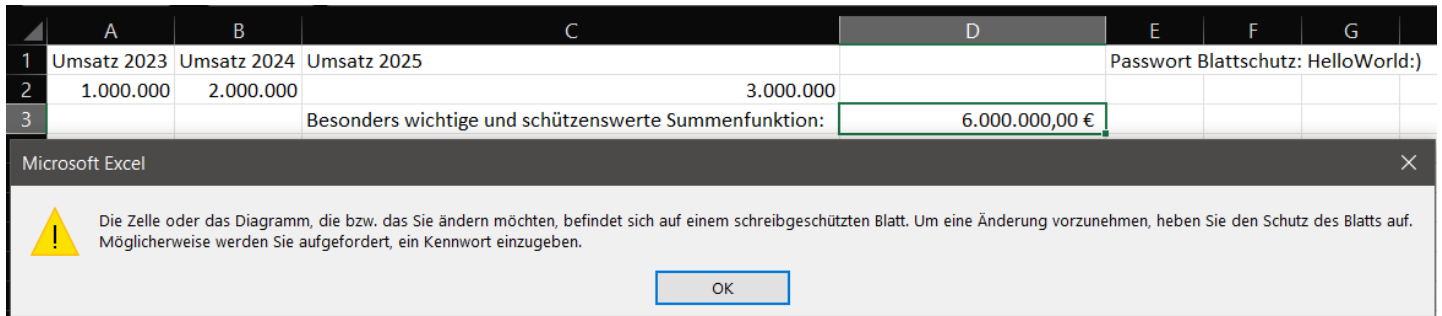 A B C D E F G
1 Umsatz 2023 Umsatz 2024 Umsatz 2025 Passwort Blattschutz: HelloWorld:)
2 1.000.000 2.000.000 3.000.000
3 Besonders wichtige und schützenswerte Summenfunktion: 6.000.000,00 €
Microsoft Excel
Die Zelle oder das Diagramm, die bzw. das Sie ändern möchten, befindet sich auf einem schreibgeschützten Blatt. Um eine Änderung vorzunehmen, heben Sie den Schutz des Blatts auf.
Möglicherweise werden Sie aufgefordert, ein Kennwort einzugeben.
OK